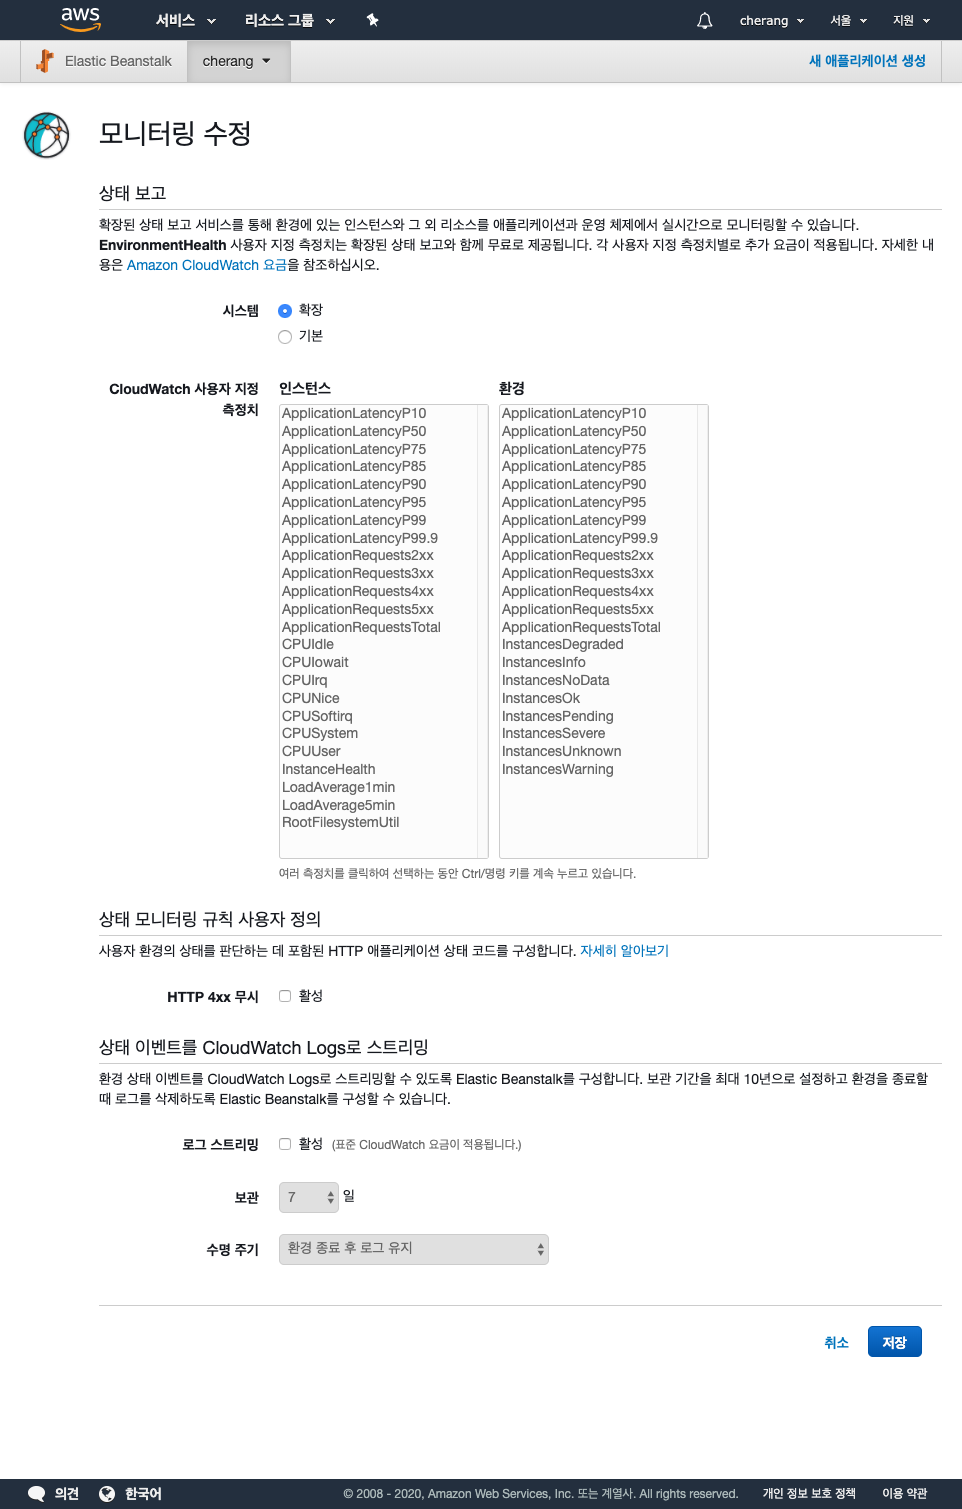 aws 서비스 리소스 그룹 cherang 서울 지원
Elastic Beanstalk cherang 새 애플리케이션 생성
모니터링 수정
상태 보고
확장된 상태 보고 서비스를 통해 환경에 있는 인스턴스와 그 외 리소스를 애플리케이션과 운영 체제에서 실시간으로 모니터링할 수 있습니다.
EnvironmentHealth 사용자 지정 측정치는 확장된 상태 보고와 함께 무료로 제공됩니다. 각 사용자 지정 측정치별로 추가 요금이 적용됩니다. 자세한 내
용은 Amazon CloudWatch 요금을 참조하십시오.
시스템 확장
기본
CloudWatch 사용자 지정
측정치
인스턴스
ApplicationLatencyP10
ApplicationLatencyP50
ApplicationLatencyP75
ApplicationLatencyP85
ApplicationLatencyP90
ApplicationLatencyP95
ApplicationLatencyP99
ApplicationLatencyP99.9
ApplicationRequests2xx
ApplicationRequests3xx
ApplicationRequests4xx
ApplicationRequests5xx
ApplicationRequestsTotal
CPUIdle
CPUIowait
CPUIrq
CPUNice
CPUSoftirq
CPUSystem
CPUUser
InstanceHealth
LoadAverage1min
LoadAverage5min
RootFilesystemUtil
환경
ApplicationLatencyP10
ApplicationLatencyP50
ApplicationLatencyP75
ApplicationLatencyP85
ApplicationLatencyP90
ApplicationLatencyP95
ApplicationLatencyP99
ApplicationLatencyP99.9
ApplicationRequests2xx
ApplicationRequests3xx
ApplicationRequests4xx
ApplicationRequests5xx
ApplicationRequestsTotal
InstancesDegraded
InstancesInfo
InstancesNoData
InstancesOk
InstancesPending
InstancesSevere
InstancesUnknown
InstancesWarning
여러 측정치를 클릭하여 선택하는 동안 Ctrl/명령 키를 계속 누르고 있습니다.
상태 모니터링 규칙 사용자 정의
사용자 환경의 상태를 판단하는 데 포함된 HTTP 애플리케이션 상태 코드를 구성합니다. 자세히 알아보기
HTTP 4xx 무시 활성
상태 이벤트를 CloudWatch Logs로 스트리밍
환경 상태 이벤트를 CloudWatch Logs로 스트리밍할 수 있도록 Elastic Beanstalk를 구성합니다. 보관 기간을 최대 10년으로 설정하고 환경을 종료할
때 로그를 삭제하도록 Elastic Beanstalk를 구성할 수 있습니다.
로그 스트리밍 활성 (표준 CloudWatch 요금이 적용됩니다.)
보관 7 일
수명 주기 환경 종료 후 로그 유지
취소 저장
의견 한국어 © 2008 - 2020, Amazon Web Services, Inc. 또는 계열사. All rights reserved. 개인 정보 보호 정책 이용 약관